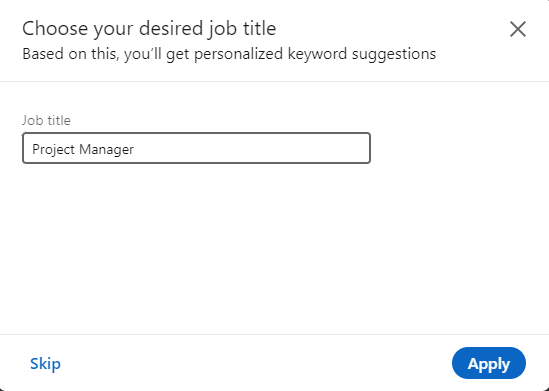 Choose your desired job title
Based on this, you’ll get personalized keyword suggestions
Job title
Project Manager
Skip
Apply